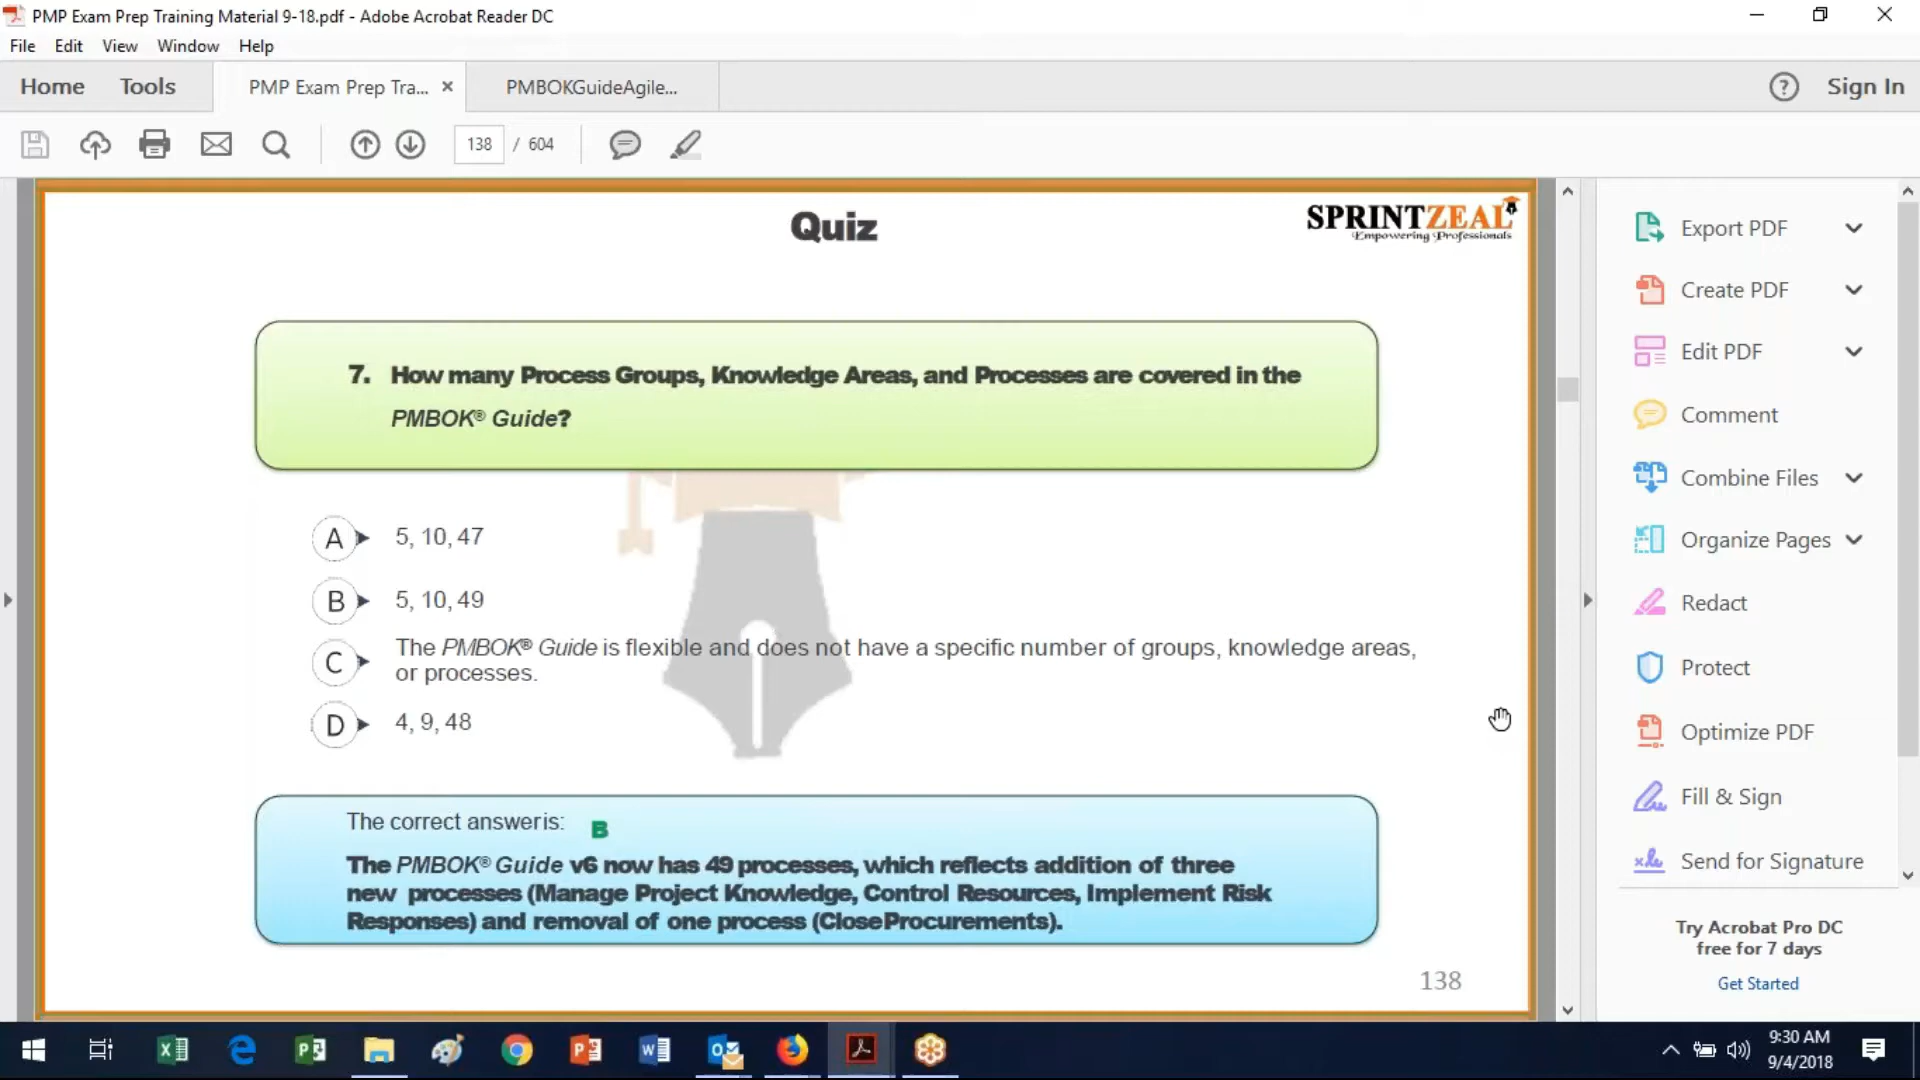 PMP Exam Prep Training Material 9-18.pdf - Adobe Acrobat Reader DC
File Edit View Window Help
Home Tools PMP Exam Prep Tra... × PMBOKGuideAgile... ? Sign In
138 / 604
Quiz
SPRINTZEAL
Empowering Professionals
7. How many Process Groups, Knowledge Areas, and Processes are covered in the
PMBOK® Guide?
A 5, 10, 47
B 5, 10, 49
C The PMBOK® Guide is flexible and does not have a specific number of groups, knowledge areas,
or processes.
D 4, 9, 48
The correct answeris: B
The PMBOK® Guide v6 now has 49 processes, which reflects addition of three
new processes (Manage Project Knowledge, Control Resources, Implement Risk
Responses) and removal of one process (CloseProcurements).
138
Export PDF
Create PDF
Edit PDF
Comment
Combine Files
Organize Pages
Redact
Protect
Optimize PDF
Fill & Sign
Send for Signature
Try Acrobat Pro DC
free for 7 days
Get Started
9:30 AM
9/4/2018